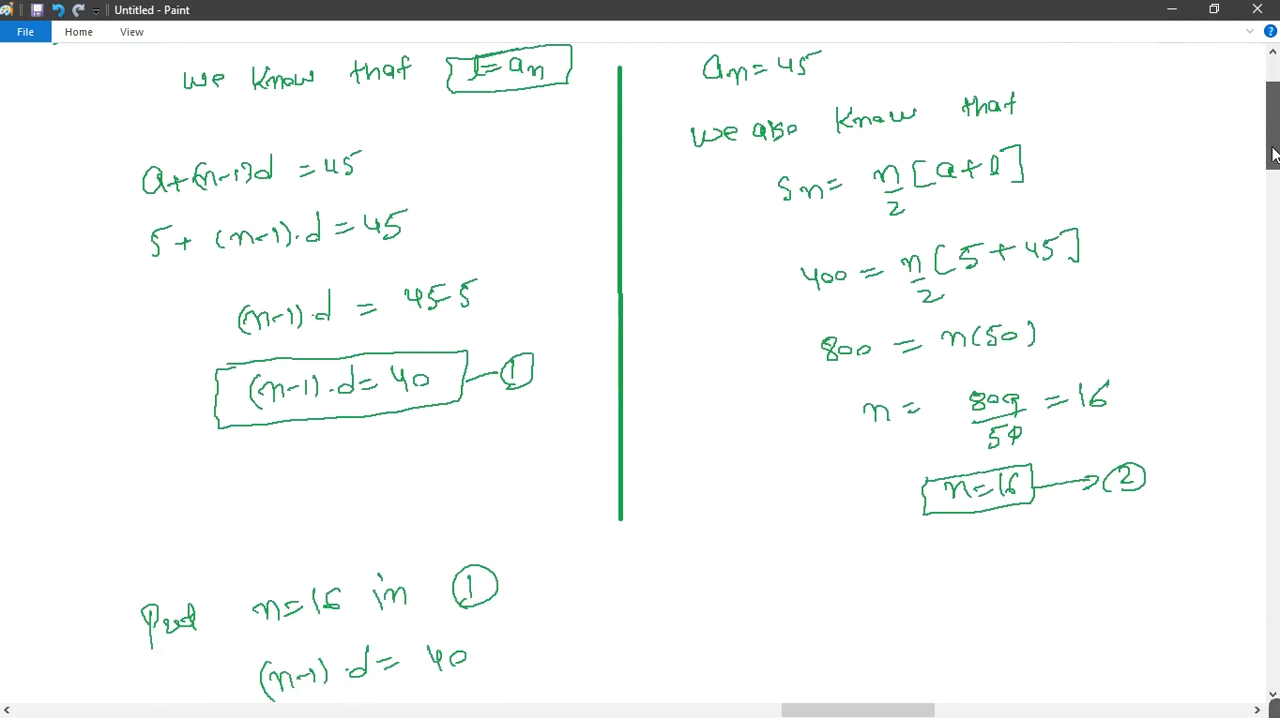 Untitled - Paint
File Home View
we know that l = an
a+(n-1)d = 45
5 + (n-1).d = 45
(n-1).d = 45-5
(n-1).d = 40 — 1
an = 45
we also know that
Sn = n/2 [a+l]
400 = n/2 [5+45]
800 = n(50)
n = 800/50 = 16
n=16 → 2
Put n=16 in 1
(n-1).d = 40